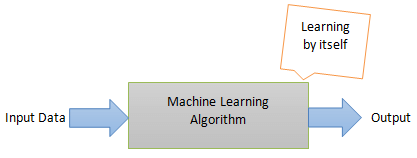 Learning
by itself
Input Data
Machine Learning
Algorithm
Output